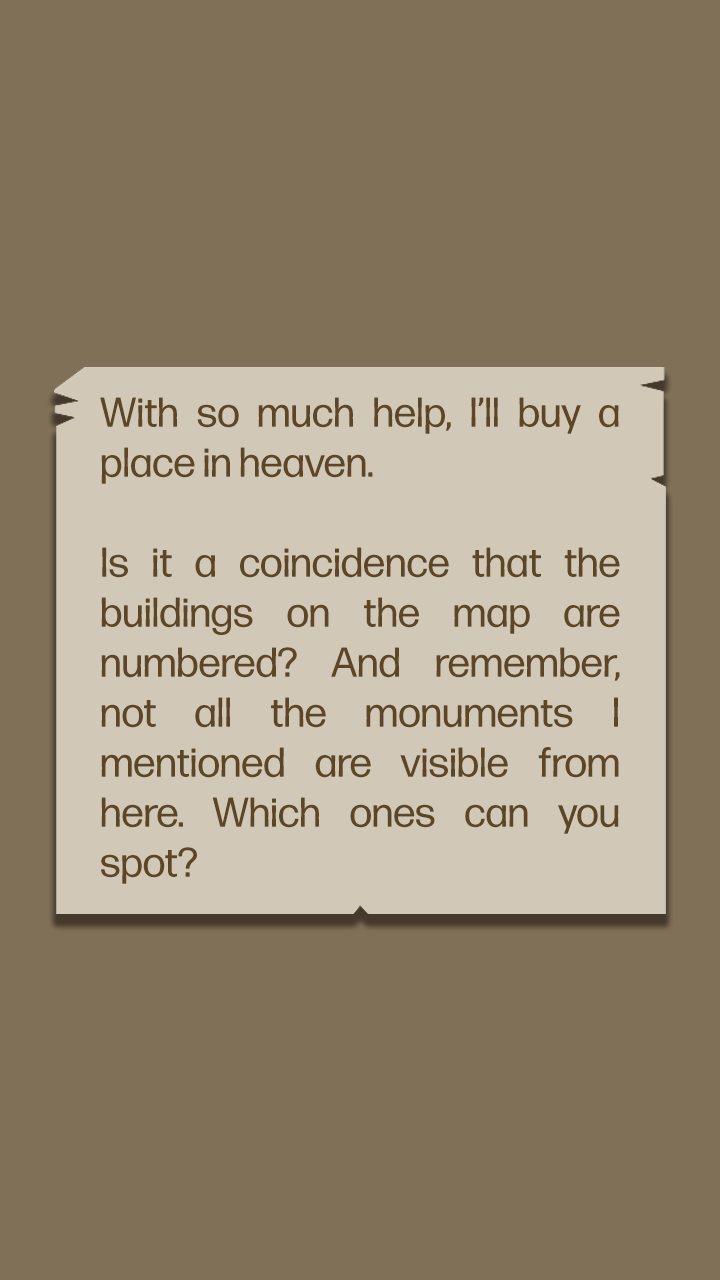 With so much help, I'll buy a
place in heaven.
Is it a coincidence that the
buildings on the map are
numbered? And remember,
not all the monuments I
mentioned are visible from
here. Which ones can you
spot?